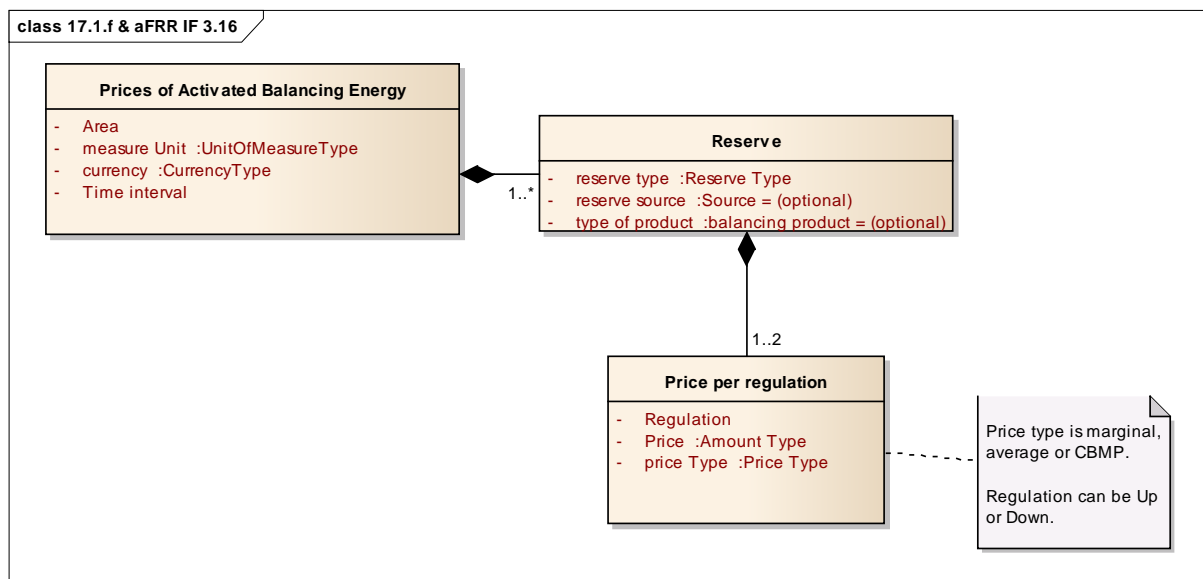 class 17.1.f & aFRR IF 3.16
Prices of Activated Balancing Energy
- Area
- measure Unit :UnitOfMeasureType
- currency :CurrencyType
- Time interval
1..*
Reserve
- reserve type :Reserve Type
- reserve source :Source = (optional)
- type of product :balancing product = (optional)
1..2
Price per regulation
- Regulation
- Price :Amount Type
- price Type :Price Type
Price type is marginal,
average or CBMP.
Regulation can be Up
or Down.